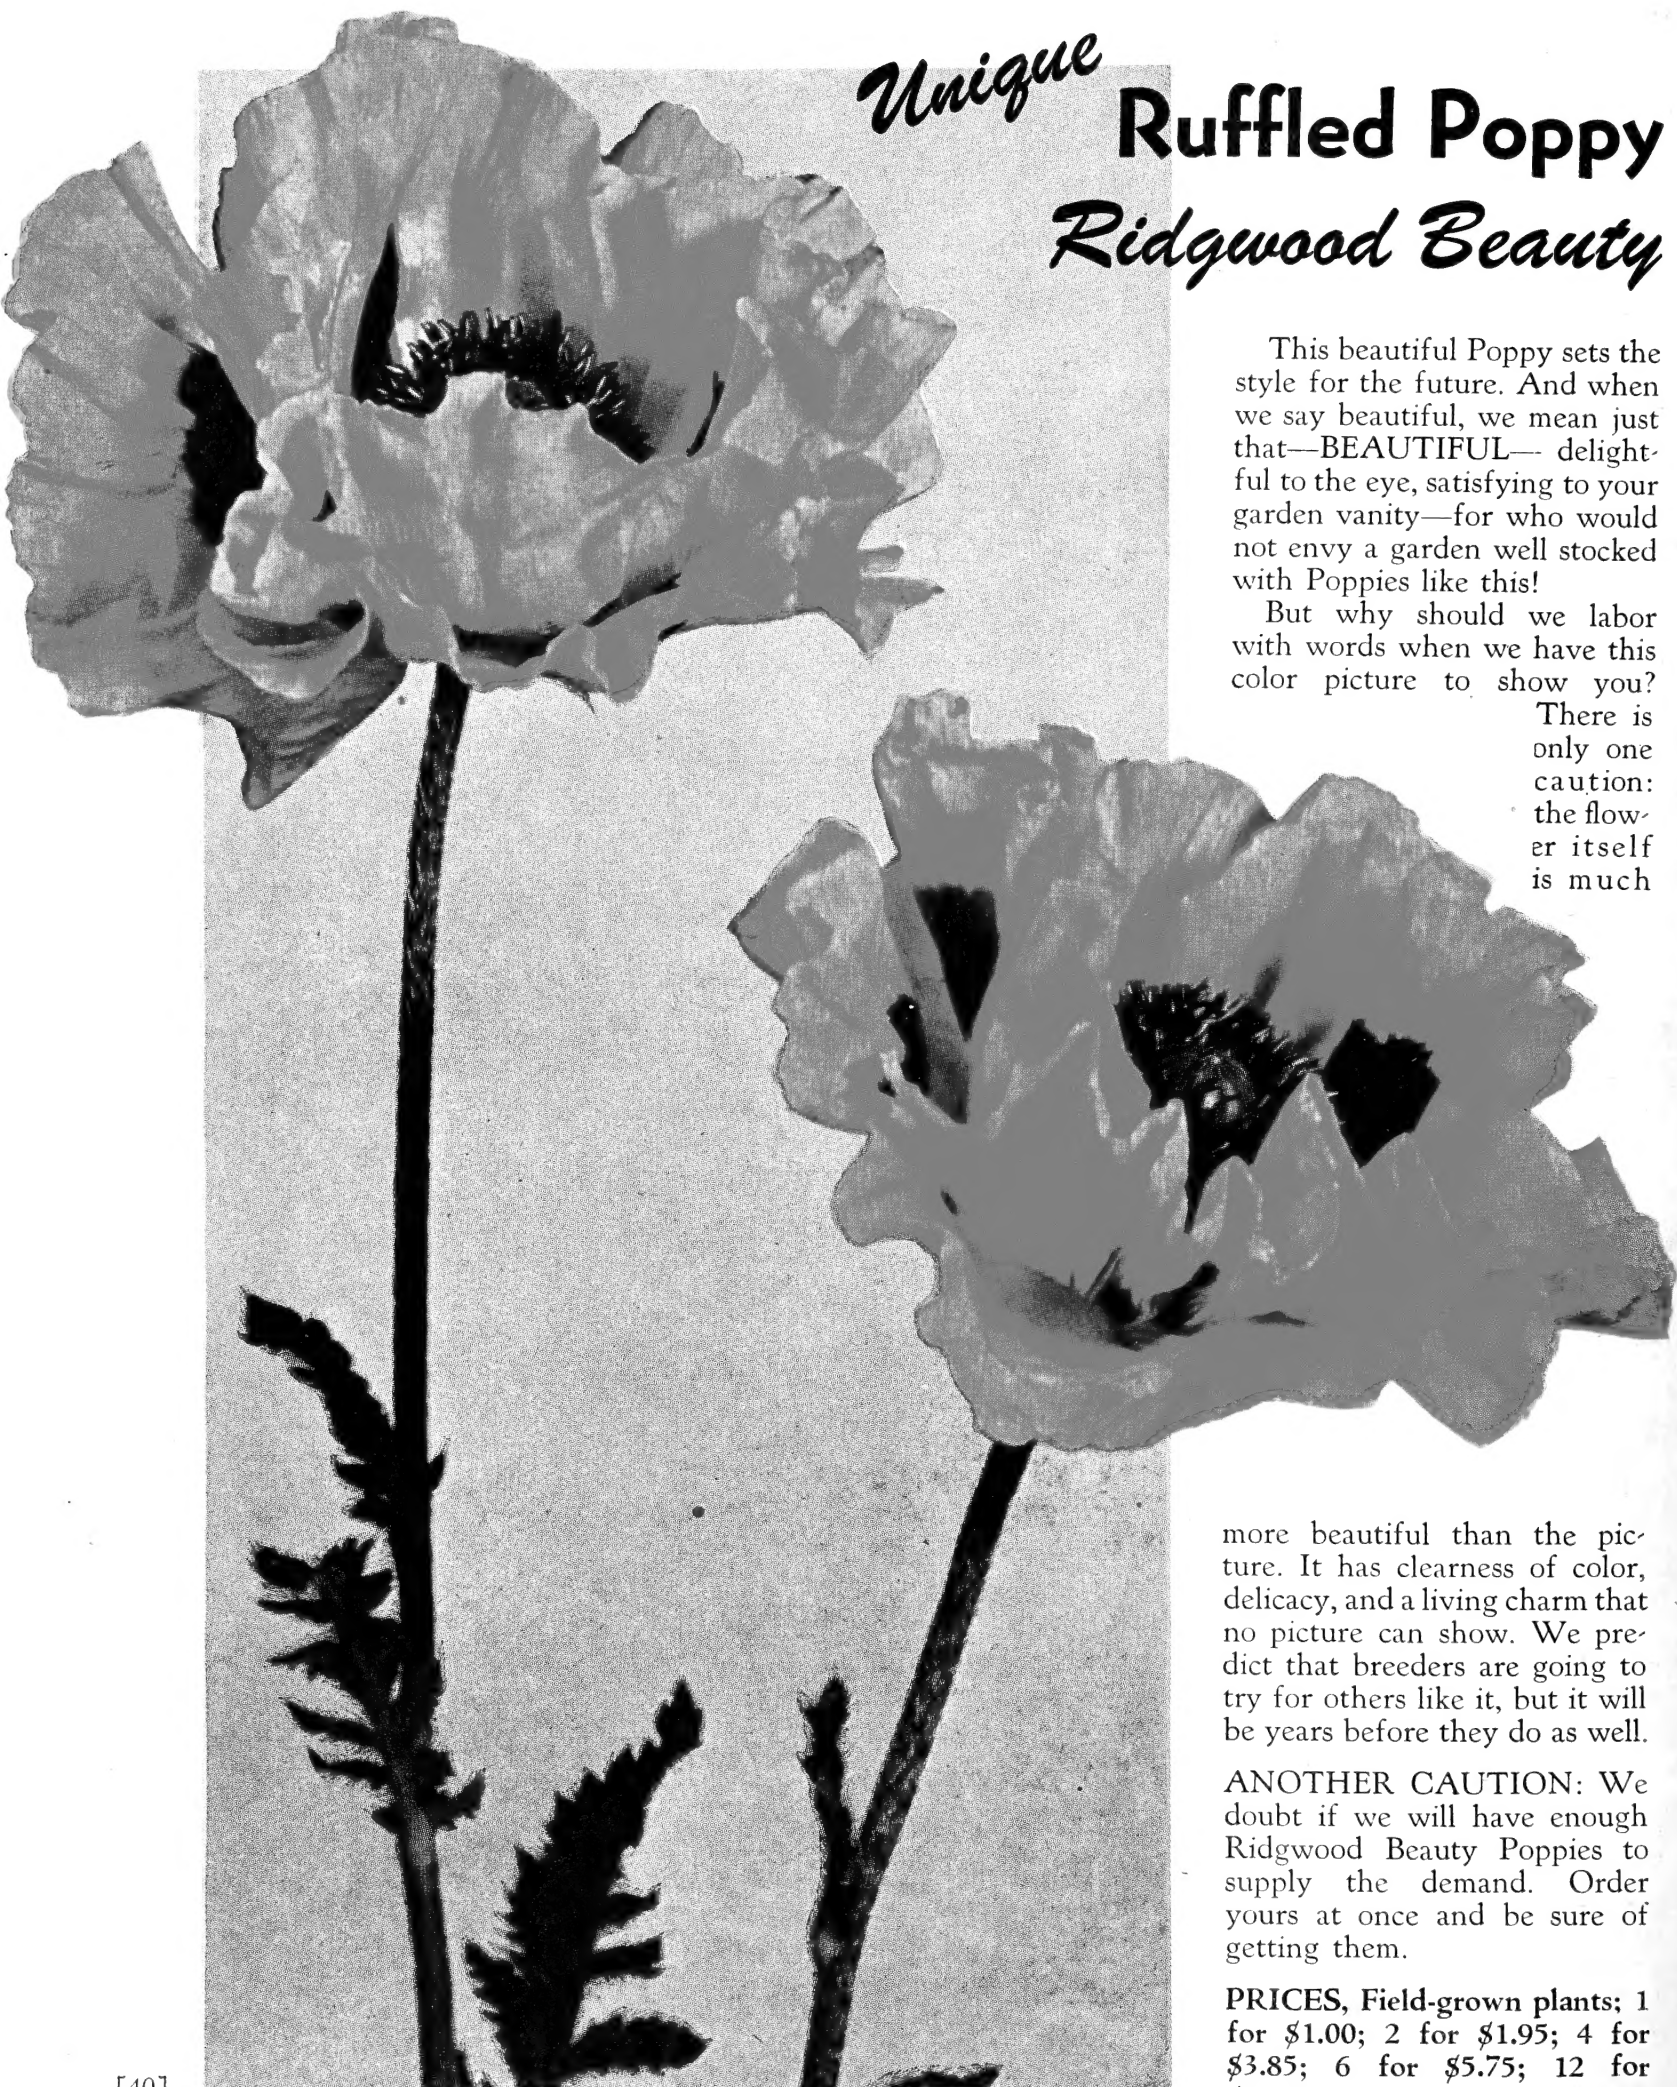 Unique
Ruffled Poppy
Ridgwood Beauty
This beautiful Poppy sets the
style for the future. And when
we say beautiful, we mean just
that—BEAUTIFUL— delight-
ful to the eye, satisfying to your
garden vanity—for who would
not envy a garden well stocked
with Poppies like this!
But why should we labor
with words when we have this
color picture to show you?
There is
only one
caution:
the flow-
er itself
is much
more beautiful than the pic-
ture. It has clearness of color,
delicacy, and a living charm that
no picture can show. We pre-
dict that breeders are going to
try for others like it, but it will
be years before they do as well.
ANOTHER CAUTION: We
doubt if we will have enough
Ridgwood Beauty Poppies to
supply the demand. Order
yours at once and be sure of
getting them.
PRICES, Field-grown plants; 1
for $1.00; 2 for $1.95; 4 for
$3.85; 6 for $5.75; 12 for